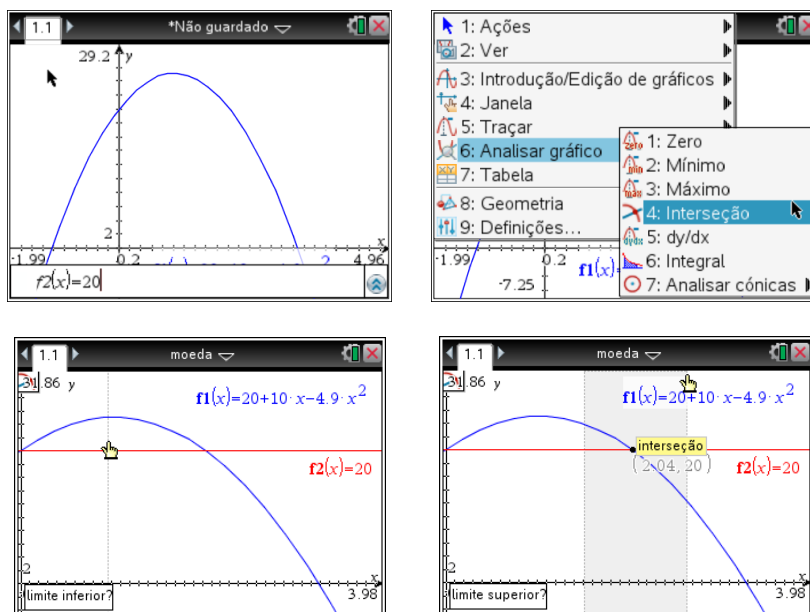 1.1
*Não guardado
29.2
y
2
x
-1.99
0.2
2
4.96
f2(x)=20
1: Ações
2: Ver
3: Introdução/Edição de gráficos
4: Janela
5: Traçar
6: Analisar gráfico
7: Tabela
8: Geometria
9: Definições…
1: Zero
2: Mínimo
3: Máximo
4: Interseção
5: dy/dx
6: Integral
7: Analisar cónicas
-1.99
0.2
f1(x)=
-7.25
1.1
moeda
31.86 y
f1(x)=20+10·x-4.9·x²
f2(x)=20
2
x
limite inferior?
3.98
1.1
moeda
31.86 y
f1(x)=20+10·x-4.9·x²
interseção
(2.04, 20)
f2(x)=20
2
x
limite superior?
3.98